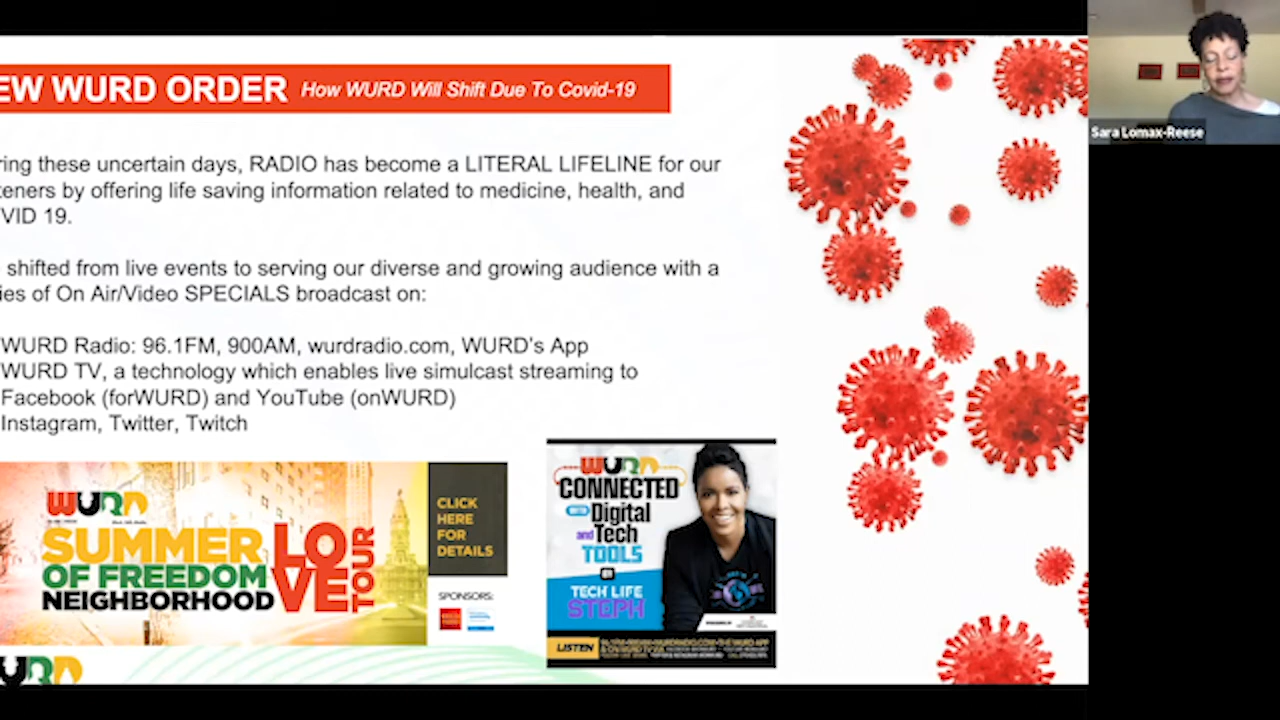 EW WURD ORDER How WURD Will Shift Due To Covid-19
Sara Lomax-Reese
ring these uncertain days, RADIO has become a LITERAL LIFELINE for our
teners by offering life saving information related to medicine, health, and
VID 19.
shifted from live events to serving our diverse and growing audience with a
ies of On Air/Video SPECIALS broadcast on:
WURD Radio: 96.1FM, 900AM, wurdradio.com, WURD's App
WURD TV, a technology which enables live simulcast streaming to
Facebook (forWURD) and YouTube (onWURD)
Instagram, Twitter, Twitch
WURD
SUMMER
OF FREEDOM
NEIGHBORHOOD
LOVE
TOUR
CLICK
HERE
FOR
DETAILS
SPONSORS:
WURD
CONNECTED
WITH Digital
and Tech
TOOLS
BY
TECH LIFE
STEPH
LISTEN
WURD